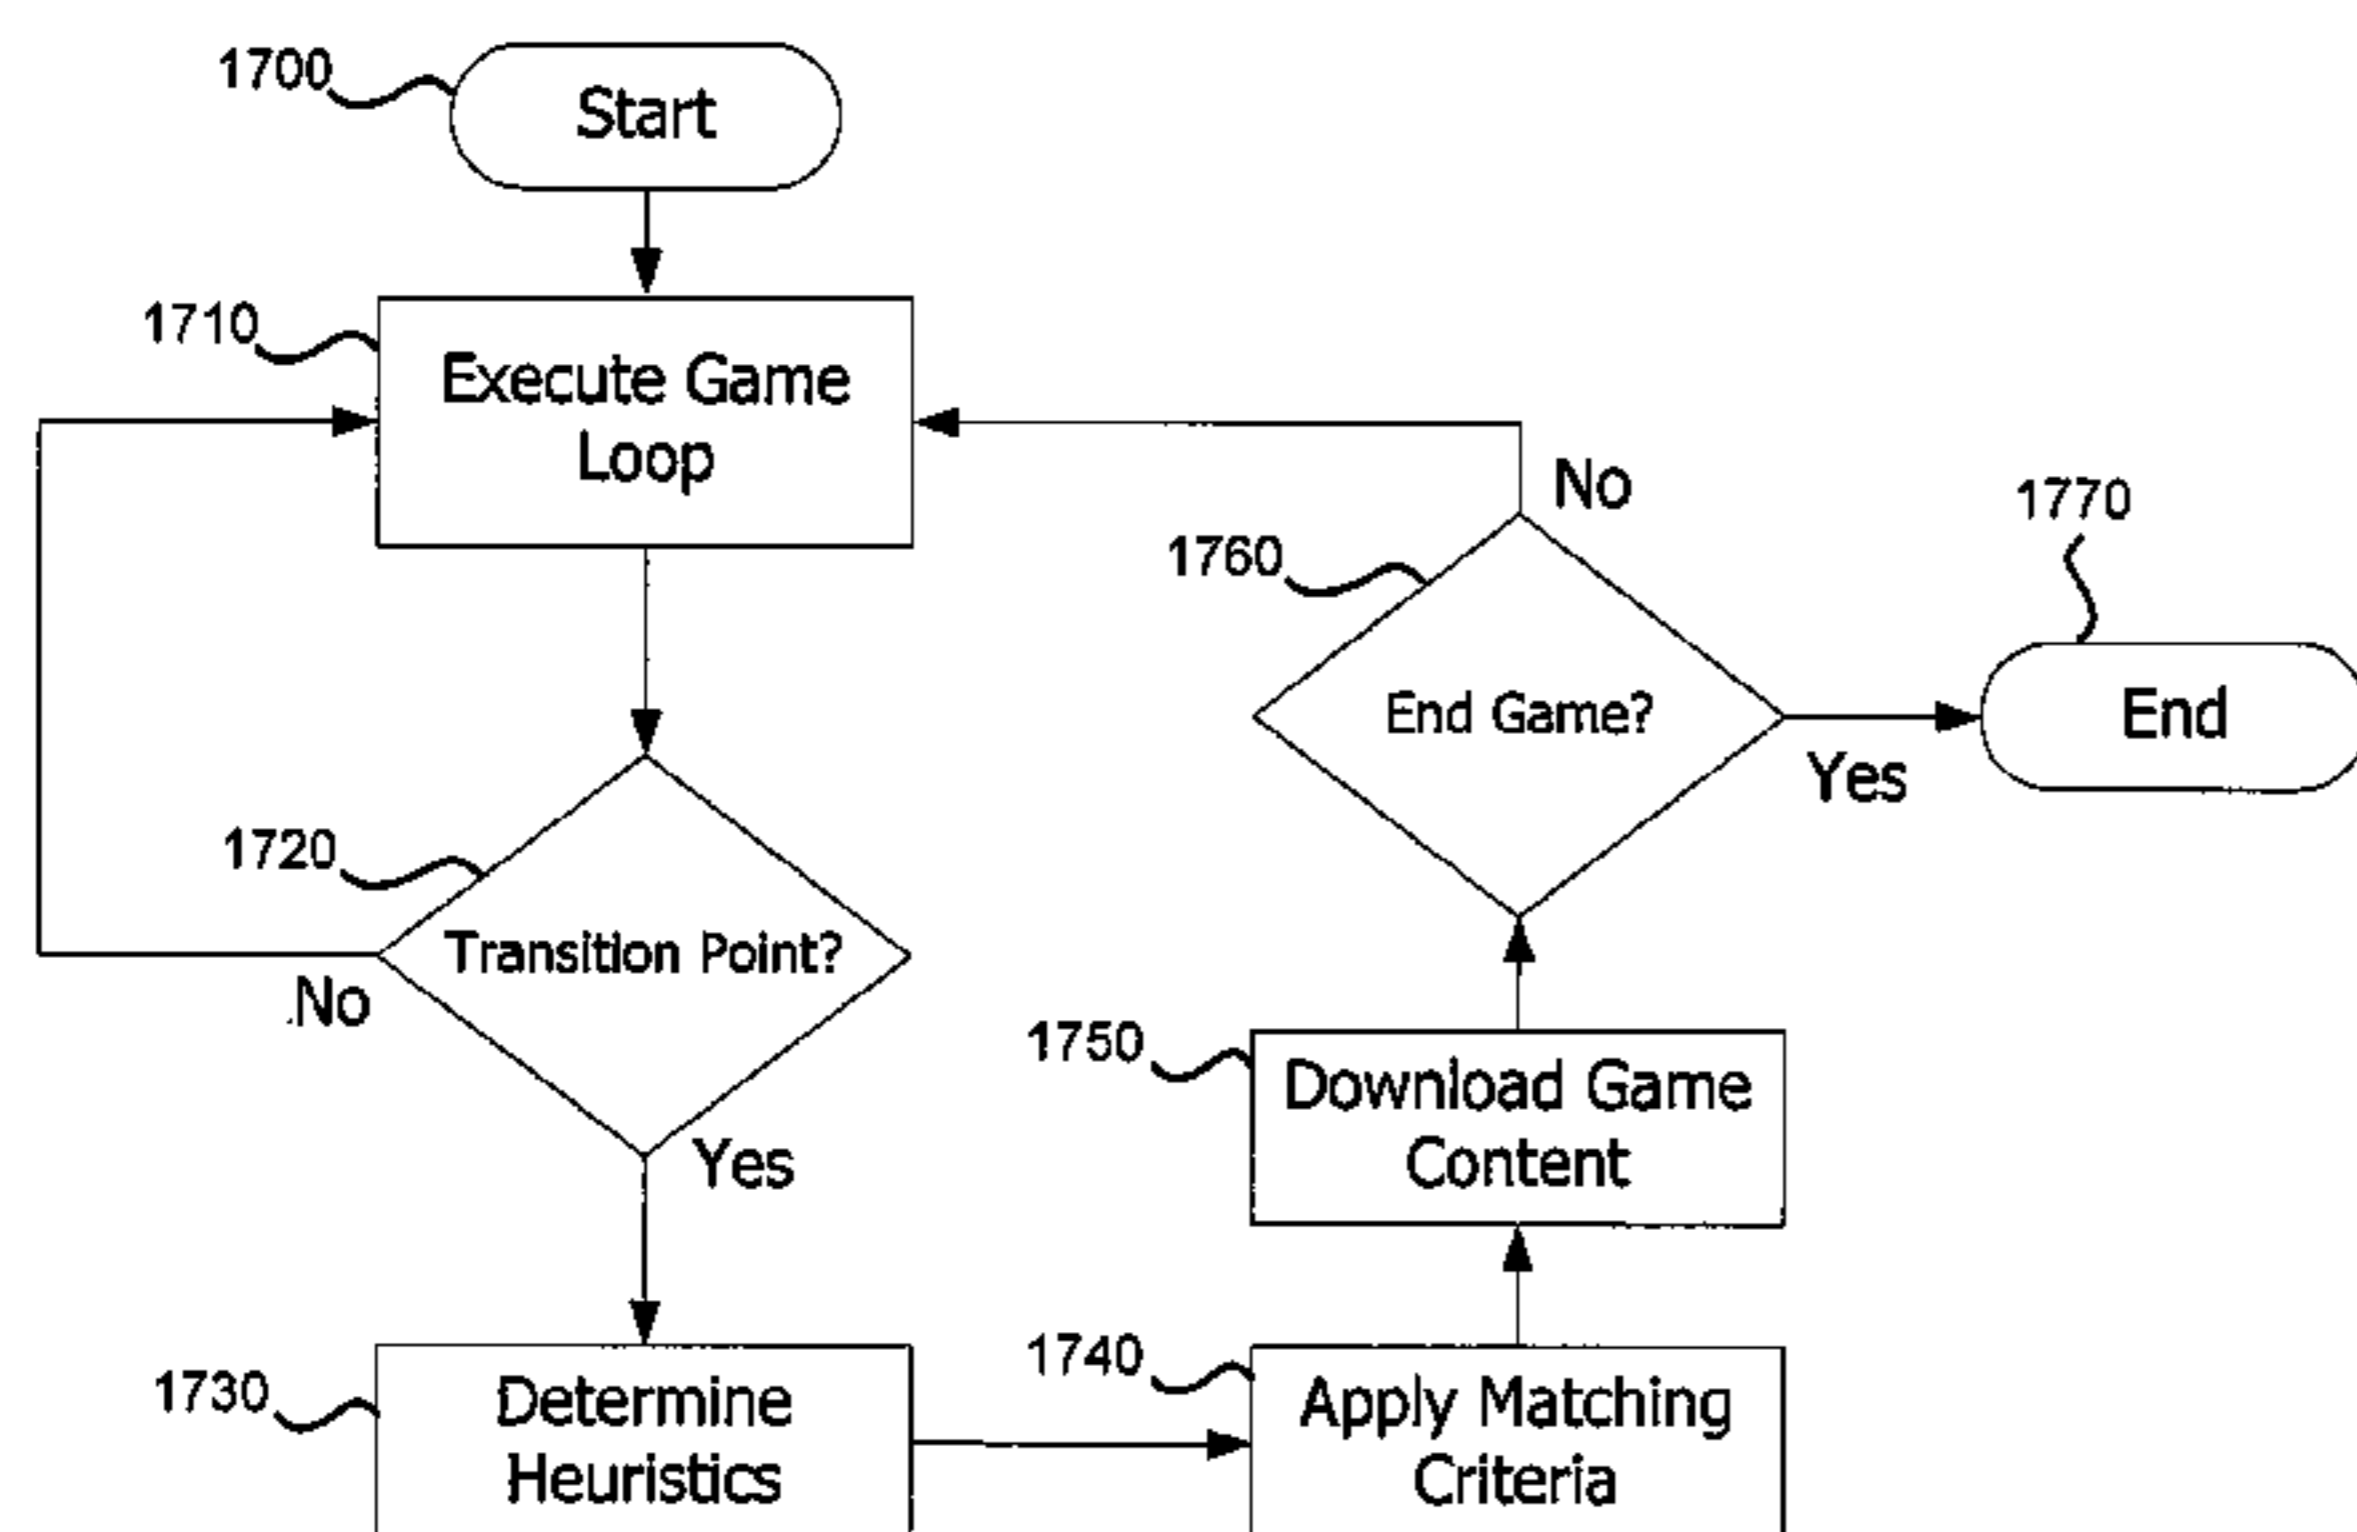 1700
Start
1710
Execute Game
Loop
No
1770
1760
End Game?
End
Yes
1720
Transition Point?
No
Yes
1750
Download Game
Content
1730
Determine
Heuristics
1740
Apply Matching
Criteria